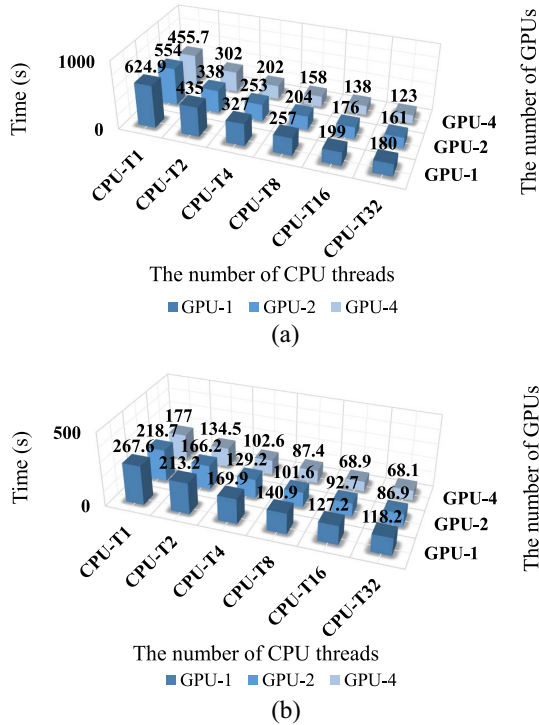 1000
Time (s)
0
455.7
554
624.9
302
338
435
202
253
327
158
204
257
138
176
199
123
161
180
GPU-4
GPU-2
GPU-1
The number of GPUs
CPU-T1
CPU-T2
CPU-T4
CPU-T8
CPU-T16
CPU-T32
The number of CPU threads
GPU-1 GPU-2 GPU-4
(a)
500
Time (s)
0
177
218.7
267.6
134.5
166.2
213.2
102.6
129.2
169.9
87.4
101.6
140.9
68.9
92.7
127.2
68.1
86.9
118.2
GPU-4
GPU-2
GPU-1
The number of GPUs
CPU-T1
CPU-T2
CPU-T4
CPU-T8
CPU-T16
CPU-T32
The number of CPU threads
GPU-1 GPU-2 GPU-4
(b)